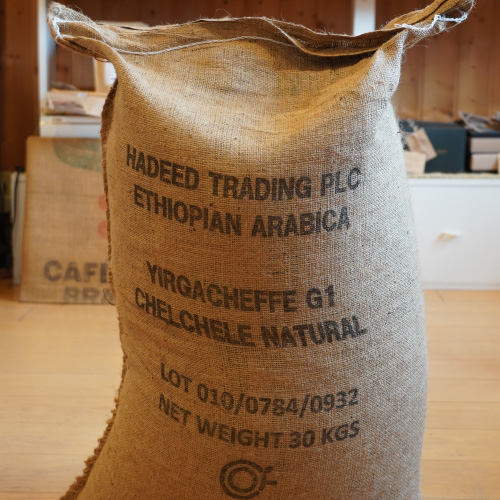 HADEED TRADING PLC
ETHIOPIAN ARABICA
YIRGACHEFFE G1
CHELCHELE NATURAL
LOT 010/0784/0932
NET WEIGHT 30 KGS